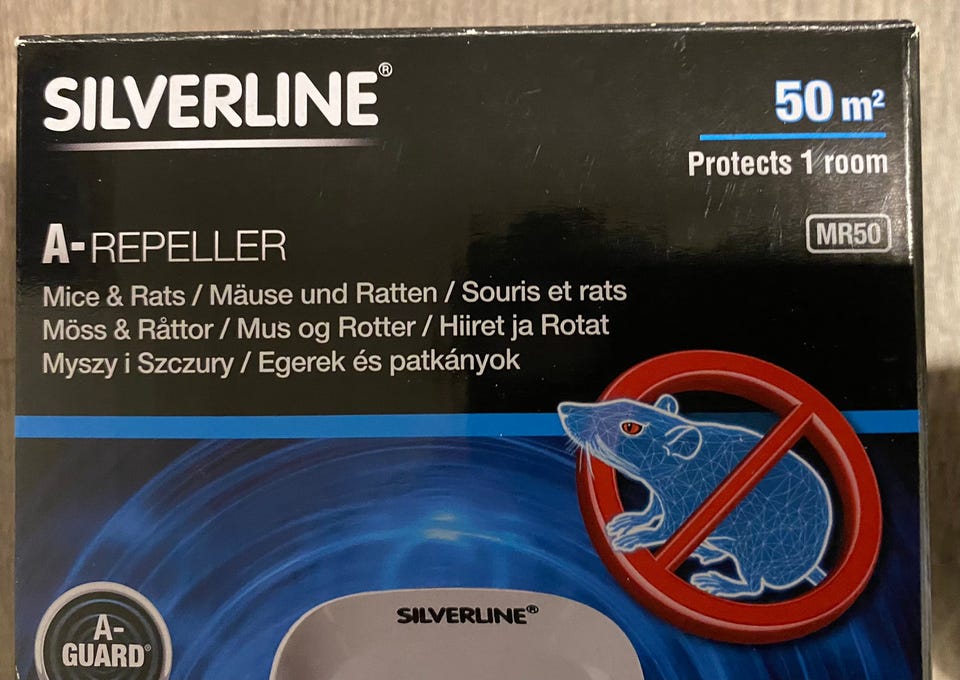 SILVERLINE®
50 m²
Protects 1 room
MR50
A-REPELLER
Mice & Rats / Mäuse und Ratten / Souris et rats
Möss & Råttor / Mus og Rotter / Hiiret ja Rotat
Myszy i Szczury / Egerek és patkányok
SILVERLINE®
A-
GUARD®